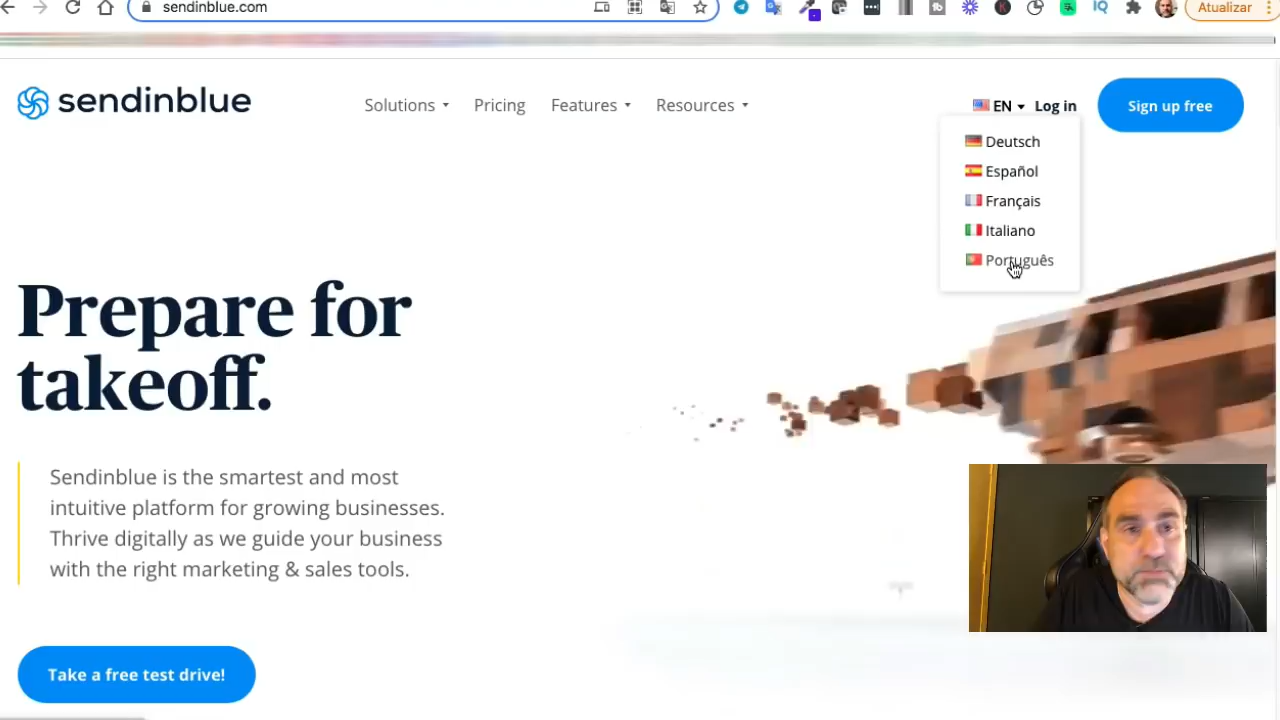 sendinblue.com
Atualizar
sendinblue
Solutions
Pricing
Features
Resources
EN
Log in
Sign up free
Deutsch
Español
Français
Italiano
Português
Prepare for
takeoff.
Sendinblue is the smartest and most
intuitive platform for growing businesses.
Thrive digitally as we guide your business
with the right marketing & sales tools.
Take a free test drive!